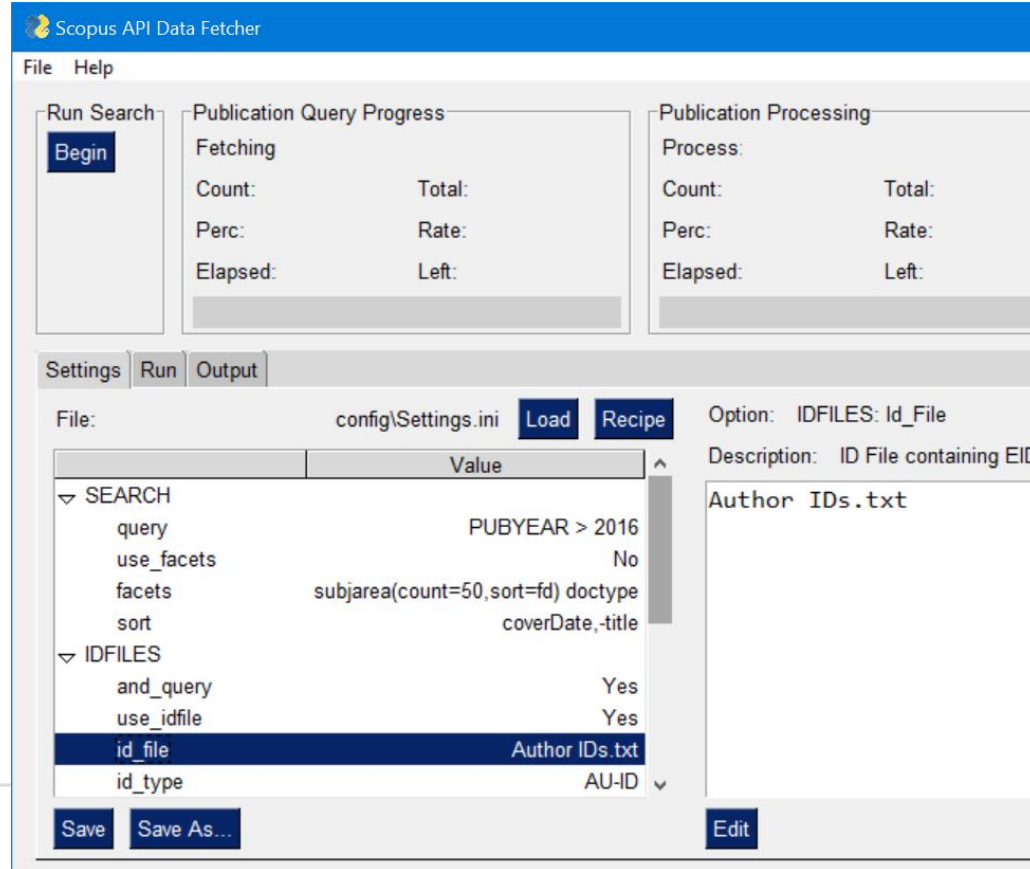 Scopus API Data Fetcher
File Help
Run Search
Begin
Publication Query Progress
Fetching
Count: Total:
Perc: Rate:
Elapsed: Left:
Publication Processing
Process:
Count: Total:
Perc: Rate:
Elapsed: Left:
Settings Run Output
File: config\Settings.ini Load Recipe
Value
SEARCH
query PUBYEAR > 2016
use_facets No
facets subjarea(count=50,sort=fd) doctype
sort coverDate,-title
IDFILES
and_query Yes
use_idfile Yes
id_file Author IDs.txt
id_type AU-ID
Save Save As...
Option: IDFILES: Id_File
Description: ID File containing EID
Author IDs.txt
Edit